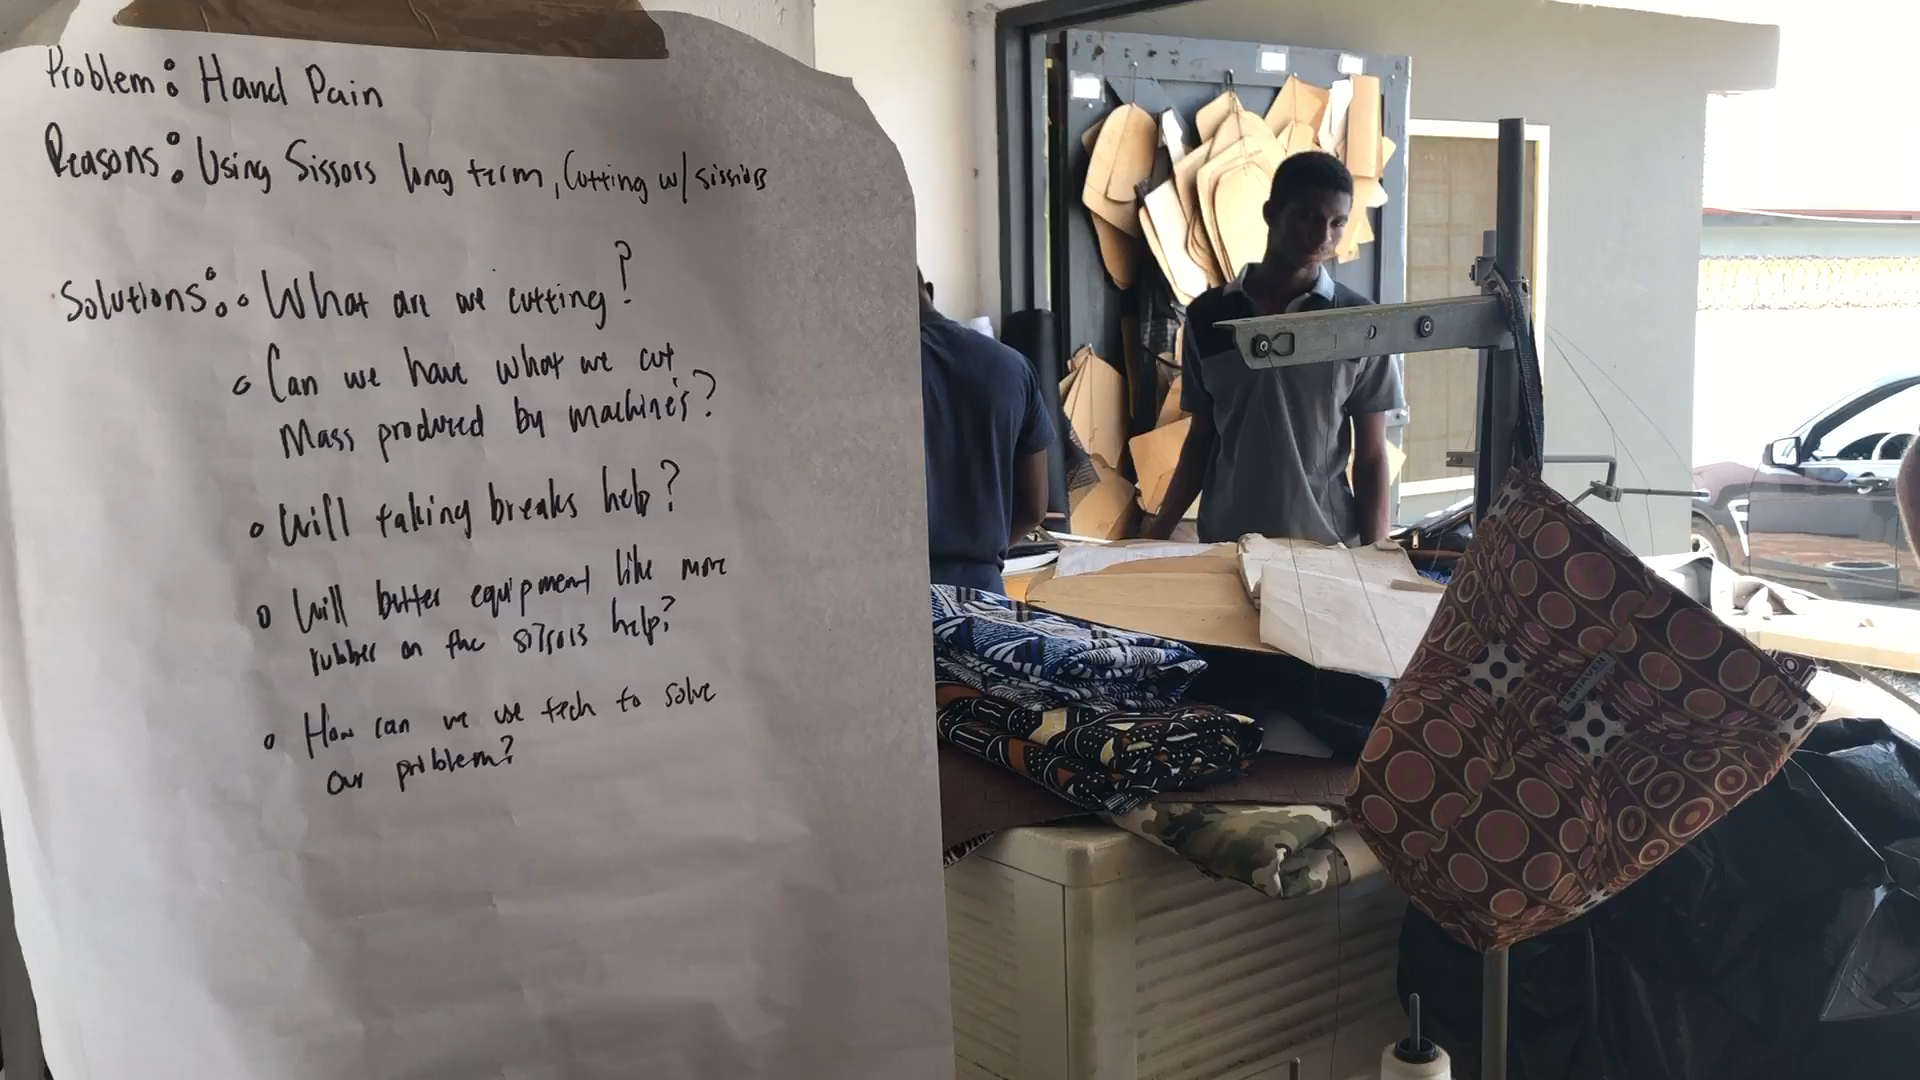 Problem: Hand Pain
Reasons: Using Sissors long term, Cutting w/ sissiors
Solutions: What are we cutting?
Can we have what we cut
Mass produced by machines?
Will taking breaks help?
Will better equipment like more
rubber on the sissors help?
How can we use tech to solve
our problem?